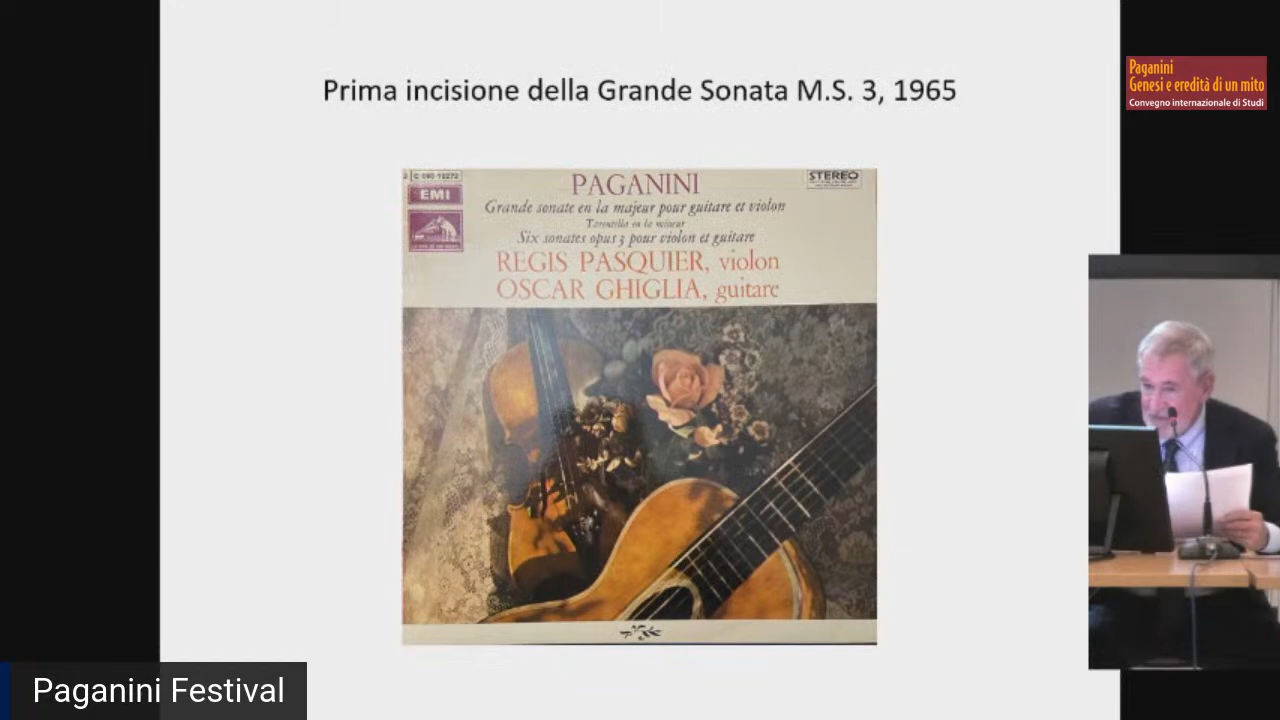 Prima incisione della Grande Sonata M.S. 3, 1965
Paganini
Genesi e eredità di un mito
Convegno internazionale di Studi
EMI
STEREO
PAGANINI
Grande sonate en la majeur pour guitare et violon
Tarentella en la mineur
Six sonates opus 3 pour violon et guitare
REGIS PASQUIER, violon
OSCAR GHIGLIA, guitare
Paganini Festival